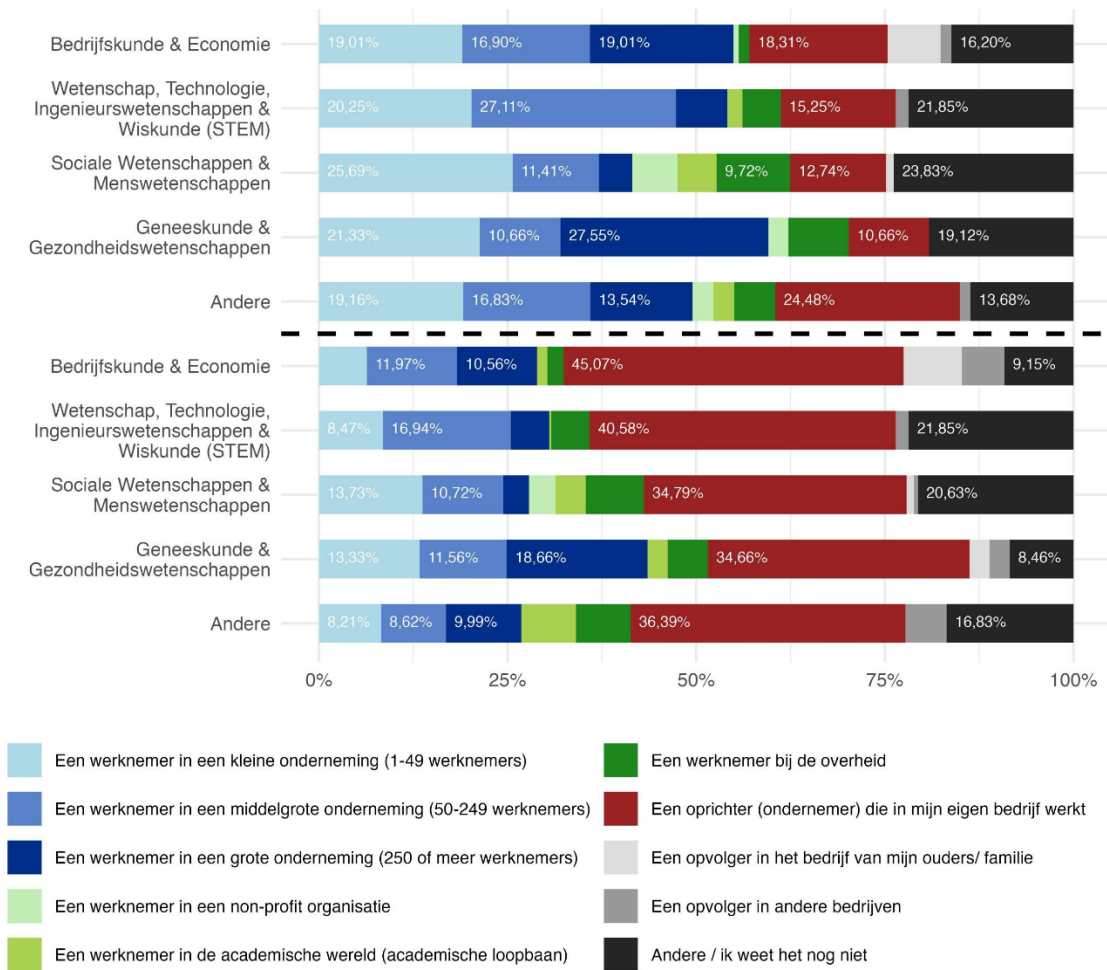 Bedrijfskunde & Economie
19,01% 16,90% 19,01% 18,31% 16,20%
Wetenschap, Technologie,
Ingenieurswetenschappen &
Wiskunde (STEM)
20,25% 27,11% 15,25% 21,85%
Sociale Wetenschappen &
Menswetenschappen
25,69% 11,41% 9,72% 12,74% 23,83%
Geneeskunde &
Gezondheidswetenschappen
21,33% 10,66% 27,55% 10,66% 19,12%
Andere
19,16% 16,83% 13,54% 24,48% 13,68%
Bedrijfskunde & Economie
11,97% 10,56% 45,07% 9,15%
Wetenschap, Technologie,
Ingenieurswetenschappen &
Wiskunde (STEM)
8,47% 16,94% 40,58% 21,85%
Sociale Wetenschappen &
Menswetenschappen
13,73% 10,72% 34,79% 20,63%
Geneeskunde &
Gezondheidswetenschappen
13,33% 11,56% 18,66% 34,66% 8,46%
Andere
8,21% 8,62% 9,99% 36,39% 16,83%
0% 25% 50% 75% 100%
Een werknemer in een kleine onderneming (1-49 werknemers)
Een werknemer in een middelgrote onderneming (50-249 werknemers)
Een werknemer in een grote onderneming (250 of meer werknemers)
Een werknemer in een non-profit organisatie
Een werknemer in de academische wereld (academische loopbaan)
Een werknemer bij de overheid
Een oprichter (ondernemer) die in mijn eigen bedrijf werkt
Een opvolger in het bedrijf van mijn ouders/ familie
Een opvolger in andere bedrijven
Andere / ik weet het nog niet